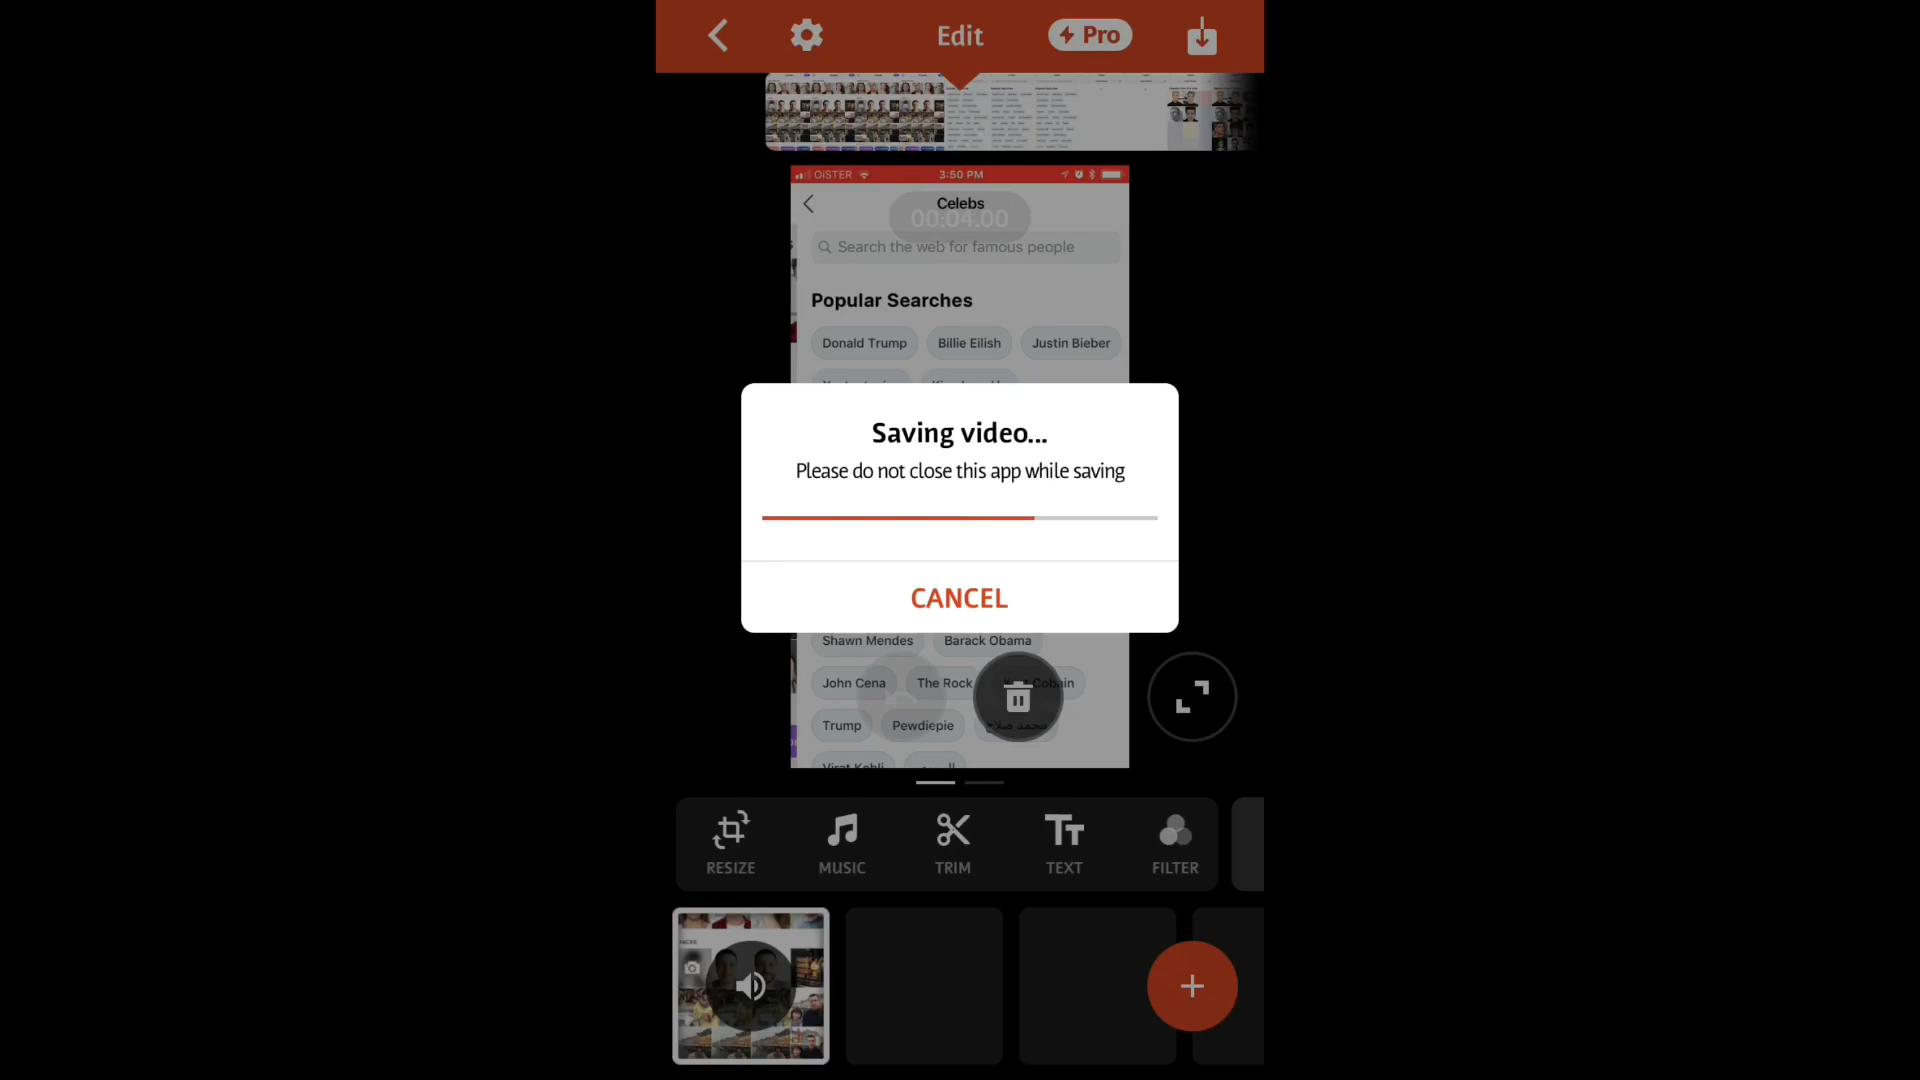 Edit
Pro
OISTER
3:50 PM
Celebs
00:04.00
Search the web for famous people
Popular Searches
Donald Trump
Billie Eilish
Justin Bieber
Saving video...
Please do not close this app while saving
CANCEL
Shawn Mendes
Barack Obama
John Cena
The Rock
Cobain
Trump
Pewdiepie
محمد صلاح
Virat Kohli
RESIZE
MUSIC
TRIM
TEXT
FILTER
FACES